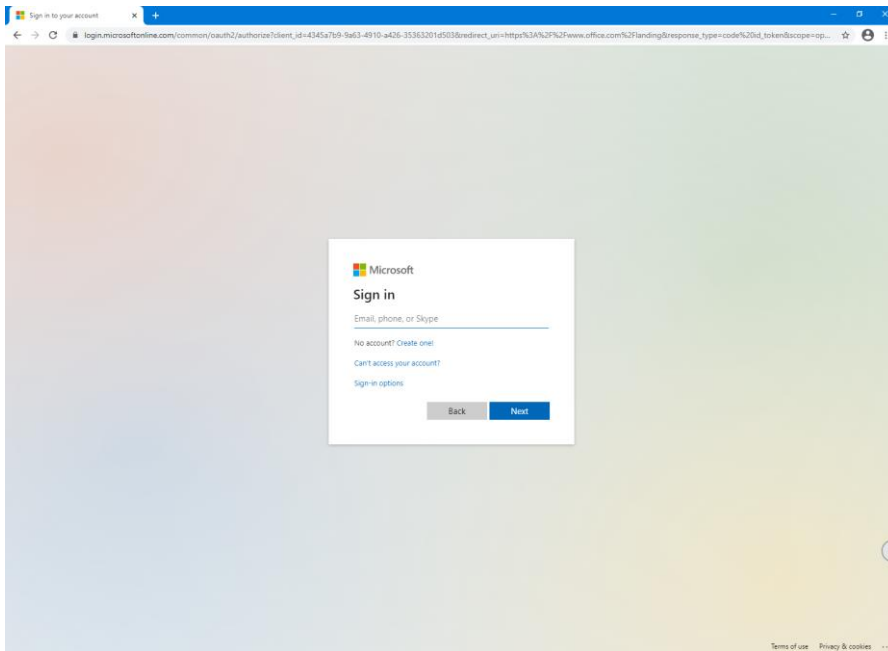 Sign in to your account
login.microsoftonline.com/common/oauth2/authorize?client_id=4345a7b9-9a63-4910-a426-35363201d503&redirect_uri=https%3A%2F%2Fwww.office.com%2Flanding&response_type=code%20id_token&scope=op...
Microsoft
Sign in
Email, phone, or Skype
No account? Create one!
Can't access your account?
Sign-in options
Back Next
Terms of use Privacy & cookies ...